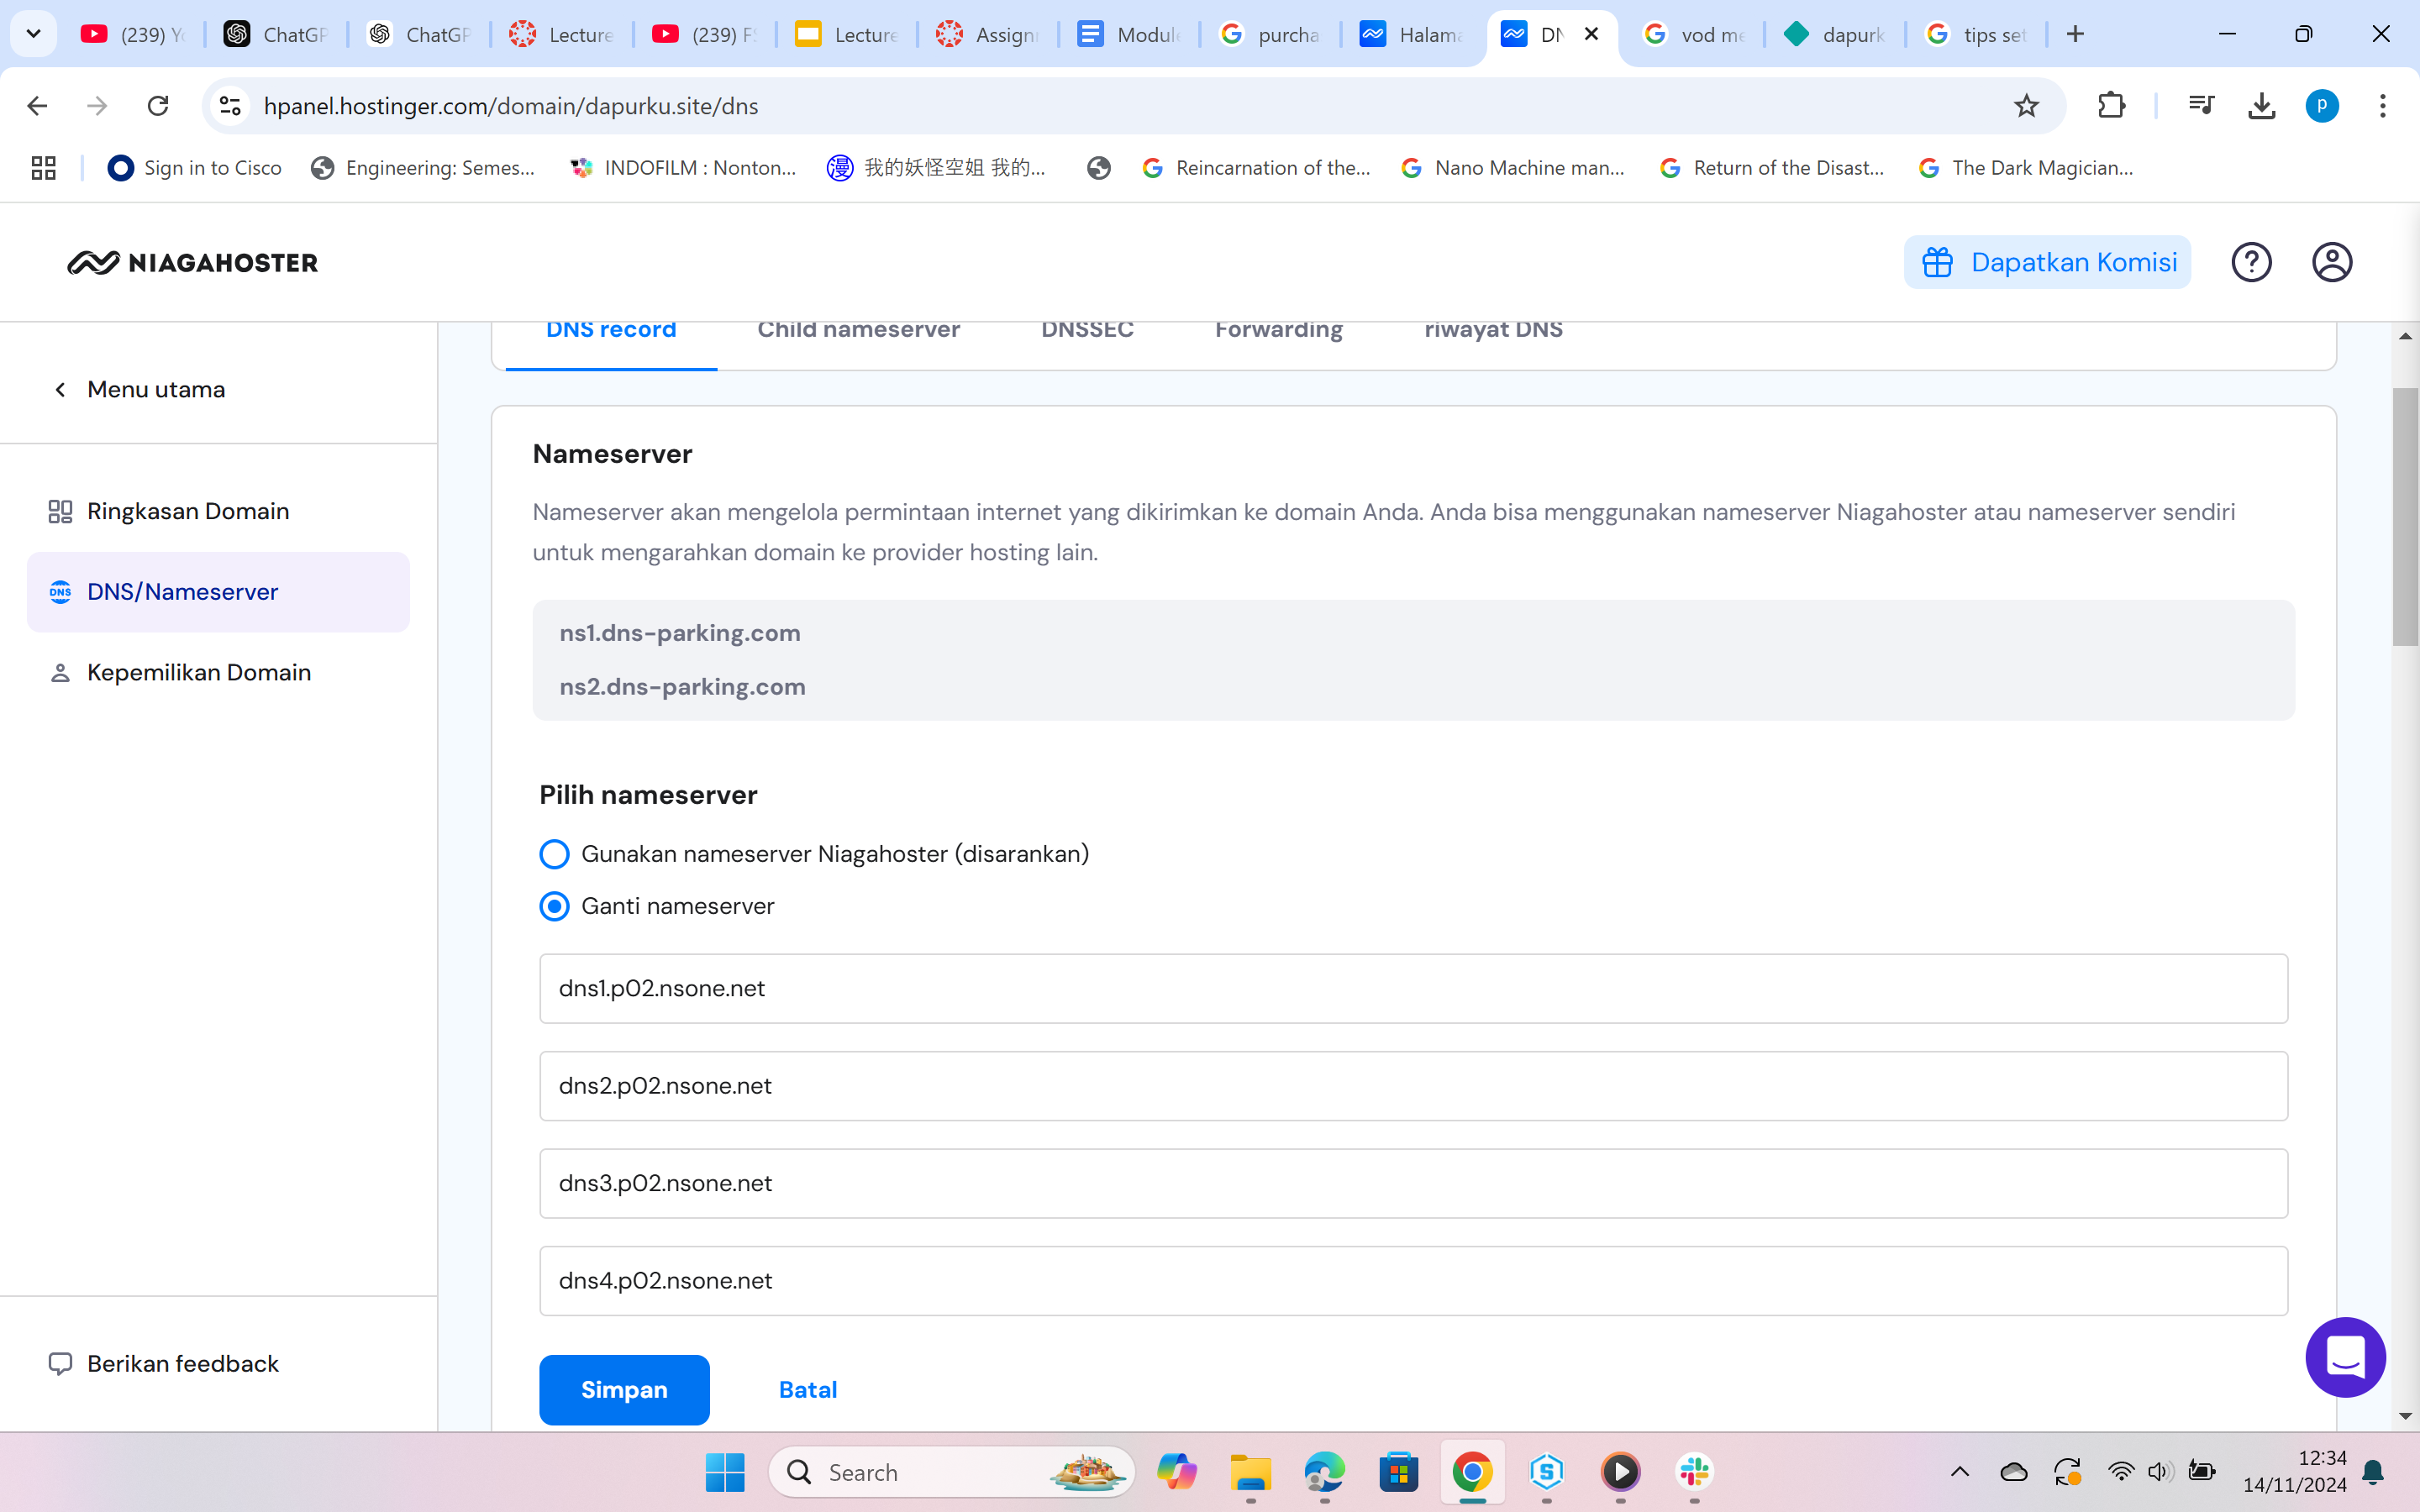 (239) Yo
ChatGP
ChatGP
Lecture
(239) FS
Lecture
Assignm
Module
purcha
Halama
DN
vod me
dapurk
tips set
hpanel.hostinger.com/domain/dapurku.site/dns
P
Sign in to Cisco
Engineering: Semes...
INDOFILM : Nonton...
漫
我的妖怪空姐 我的...
Reincarnation of the...
Nano Machine man...
Return of the Disast...
The Dark Magician...
NIAGAHOSTER
Dapatkan Komisi
DNS record
Child nameserver
DNSSEC
Forwarding
riwayat DNS
Menu utama
Ringkasan Domain
DNS
DNS/Nameserver
Kepemilikan Domain
Berikan feedback
Nameserver
Nameserver akan mengelola permintaan internet yang dikirimkan ke domain Anda. Anda bisa menggunakan nameserver Niagahoster atau nameserver sendiri
untuk mengarahkan domain ke provider hosting lain.
ns1.dns-parking.com
ns2.dns-parking.com
Pilih nameserver
Gunakan nameserver Niagahoster (disarankan)
Ganti nameserver
dns1.p02.nsone.net
dns2.p02.nsone.net
dns3.p02.nsone.net
dns4.p02.nsone.net
Simpan
Batal
Search
12:34
14/11/2024